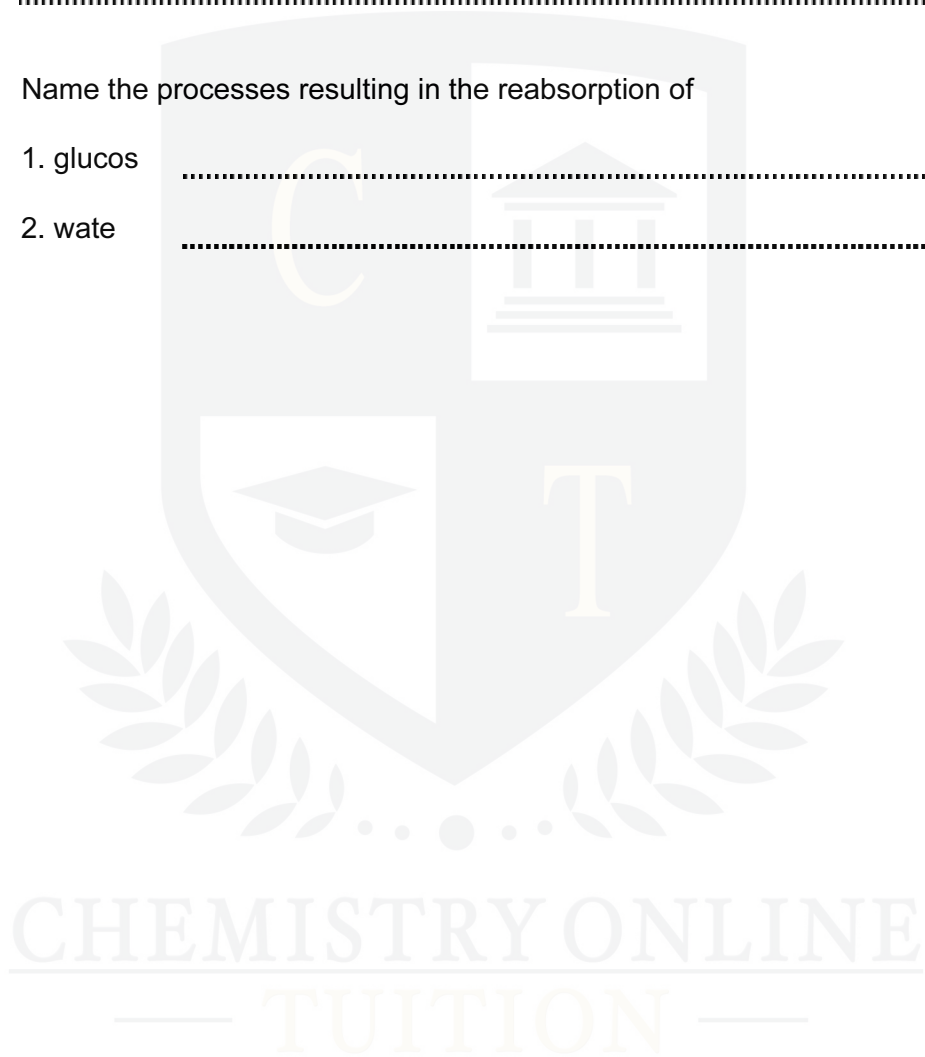 Name the processes resulting in the reabsorption of
1. glucos
2. wate
C
T
CHEMISTRY ONLINE
TUITION